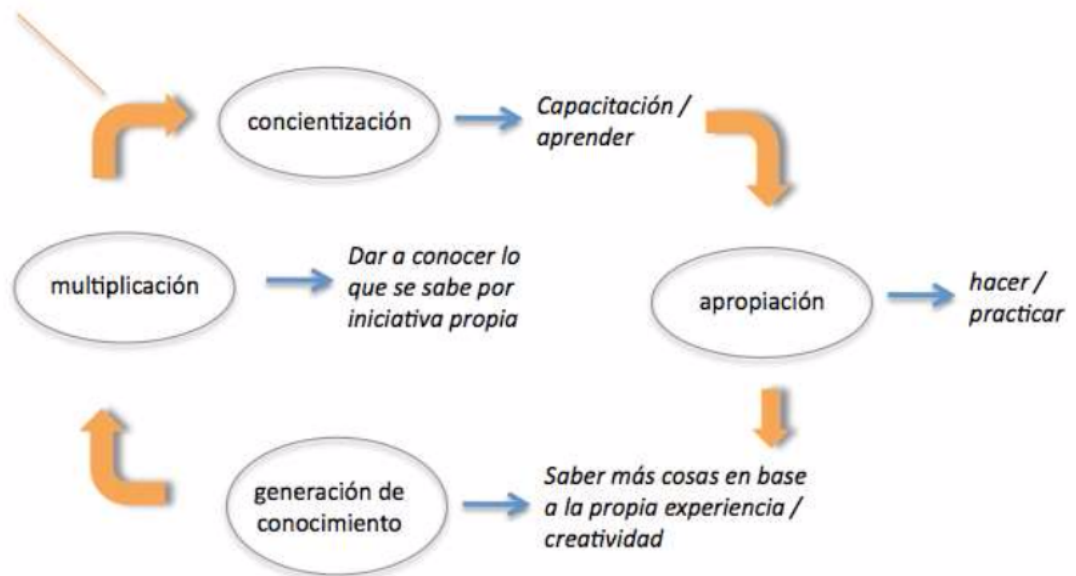 concientización
Capacitación /
aprender
multiplicación
Dar a conocer lo
que se sabe por
iniciativa propia
apropiación
hacer /
practicar
generación de
conocimiento
Saber más cosas en base
a la propia experiencia /
creatividad